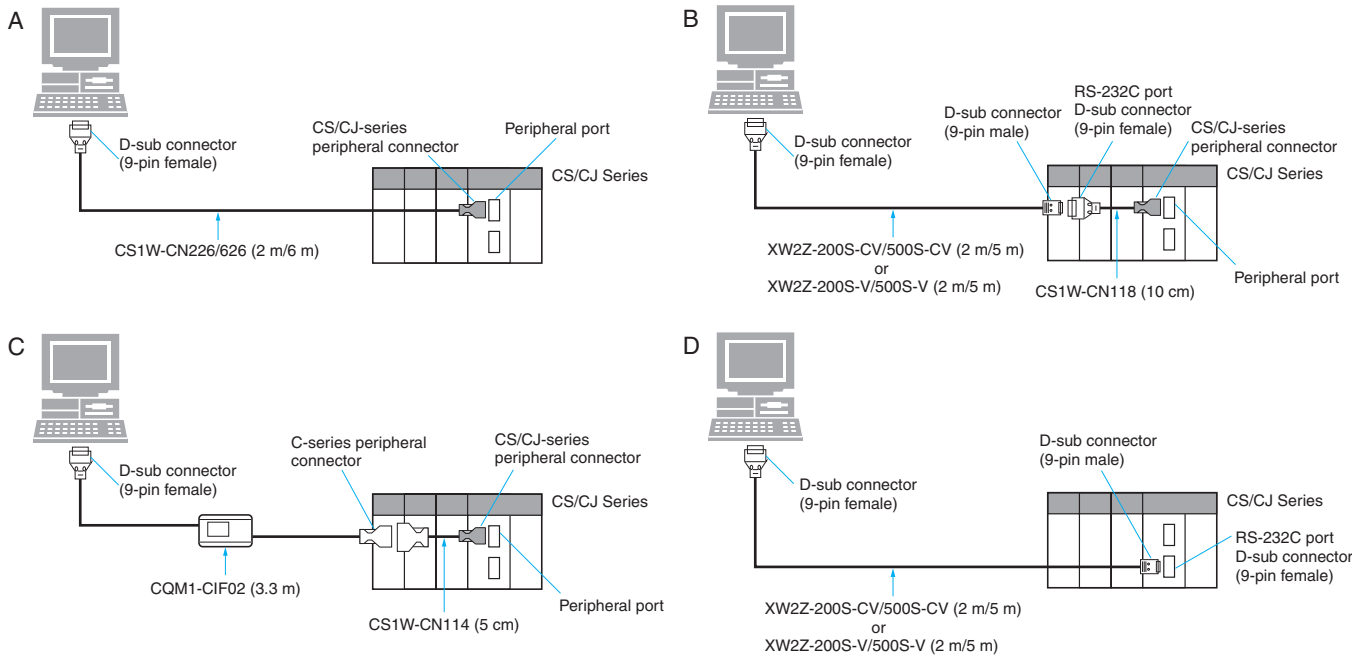 A
D-sub connector
(9-pin female)
CS/CJ-series
peripheral connector
Peripheral port
CS/CJ Series
CS1W-CN226/626 (2 m/6 m)
B
D-sub connector
(9-pin female)
D-sub connector
(9-pin male)
RS-232C port
D-sub connector
(9-pin female)
CS/CJ-series
peripheral connector
CS/CJ Series
XW2Z-200S-CV/500S-CV (2 m/5 m)
or
XW2Z-200S-V/500S-V (2 m/5 m)
CS1W-CN118 (10 cm)
Peripheral port
C
D-sub connector
(9-pin female)
C-series peripheral
connector
CS/CJ-series
peripheral connector
CS/CJ Series
CQM1-CIF02 (3.3 m)
CS1W-CN114 (5 cm)
Peripheral port
D
D-sub connector
(9-pin female)
D-sub connector
(9-pin male)
CS/CJ Series
RS-232C port
D-sub connector
(9-pin female)
XW2Z-200S-CV/500S-CV (2 m/5 m)
or
XW2Z-200S-V/500S-V (2 m/5 m)